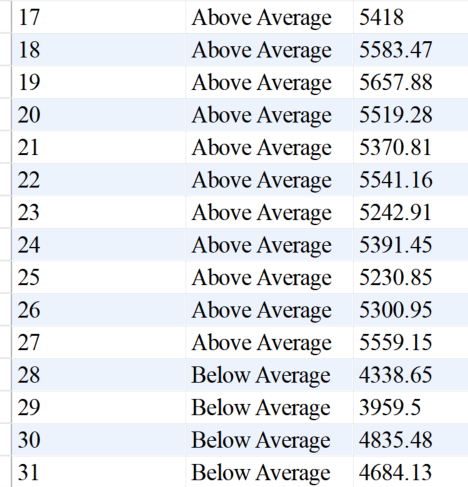 17 Above Average 5418
18 Above Average 5583.47
19 Above Average 5657.88
20 Above Average 5519.28
21 Above Average 5370.81
22 Above Average 5541.16
23 Above Average 5242.91
24 Above Average 5391.45
25 Above Average 5230.85
26 Above Average 5300.95
27 Above Average 5559.15
28 Below Average 4338.65
29 Below Average 3959.5
30 Below Average 4835.48
31 Below Average 4684.13